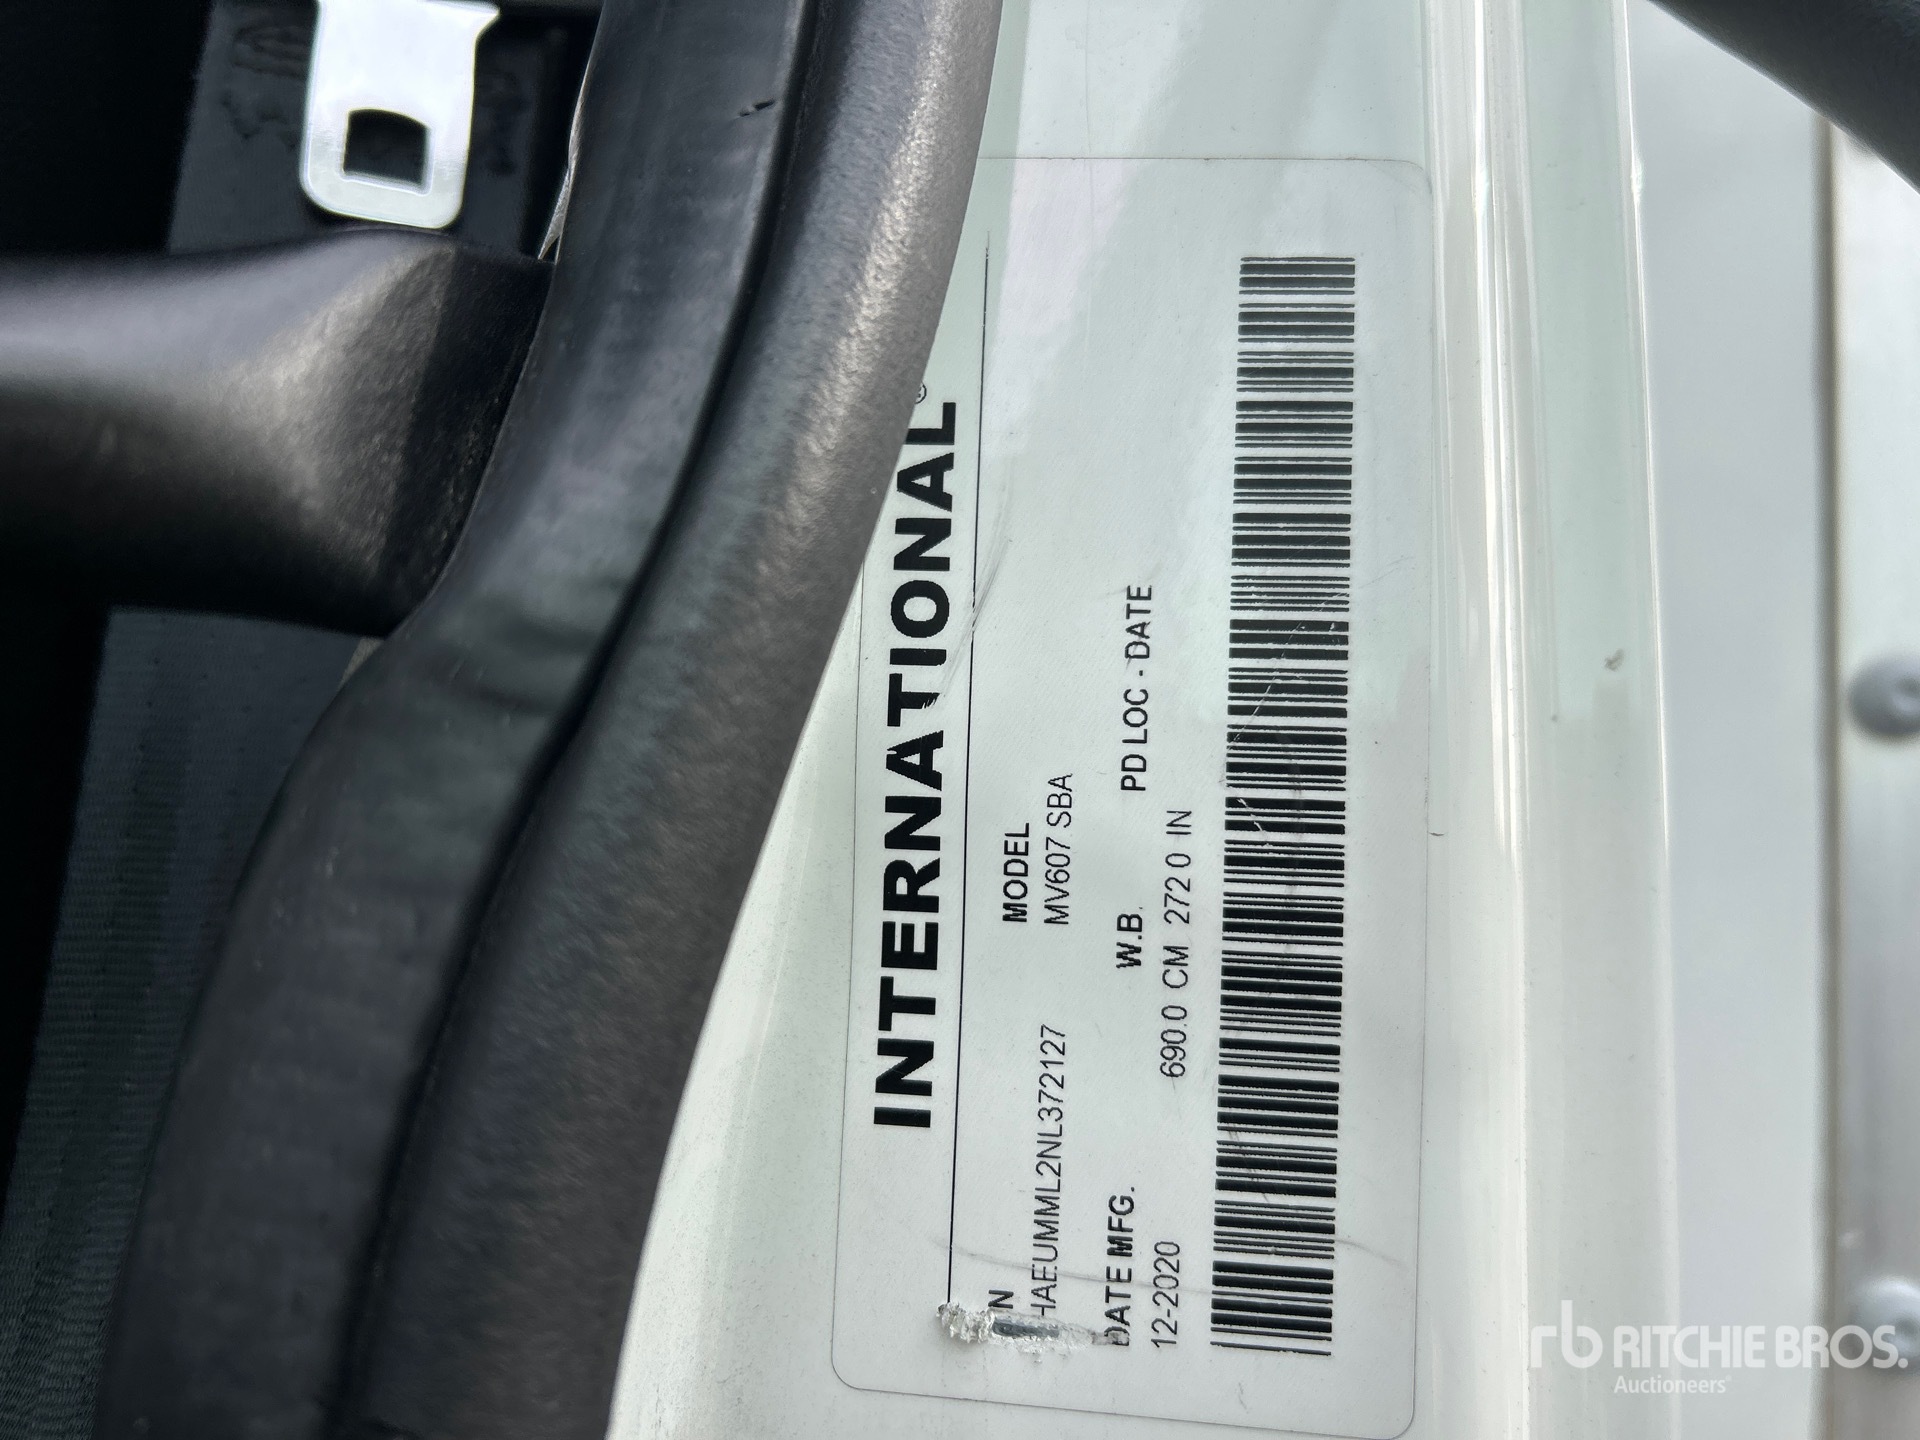 INTERNATIONAL®
MODEL
HAEUMML2NL372127 MV607 SBA
DATE MFG. W.B. PD LOC - DATE
12-2020 690.0 CM 272 0 IN
rb RITCHIE BROS.
Auctioneers